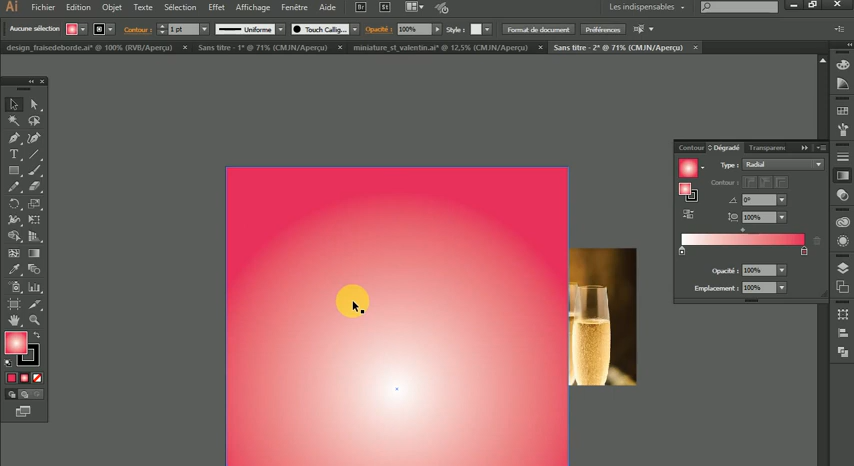 Ai Fichier Edition Objet Texte Sélection Effet Affichage Fenêtre Aide Br St Les indispensables
Aucune sélection Contour : 1 pt Uniforme Touch Callig... Opacité : 100% Style : Format de document Préférences
design_fraisedeborde.ai* @ 100% (RVB/Aperçu) × Sans titre - 1* @ 71% (CMJN/Aperçu) × miniature_st_valentin.ai* @ 12,5% (CMJN/Aperçu) × Sans titre - 2* @ 71% (CMJN/Aperçu) ×
Contour Dégradé Transparen
Type : Radial
Contour :
0°
100%
Opacité : 100%
Emplacement : 100%